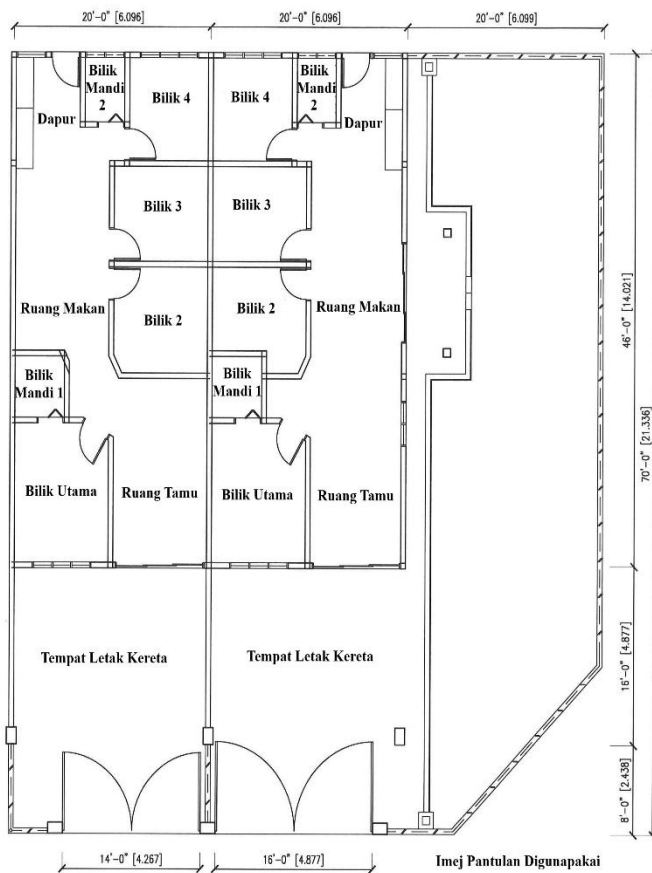 20'-0" [6.096]
20'-0" [6.096]
20'-0" [6.099]
Bilik
Mandi
2
Bilik 4
Bilik 4
Bilik
Mandi
2
Dapur
Dapur
Bilik 3
Bilik 3
Ruang Makan
Bilik 2
Bilik 2
Ruang Makan
46'-0" [14.021]
70'-0" [21.336]
Bilik
Mandi 1
Bilik
Mandi 1
Bilik Utama
Ruang Tamu
Bilik Utama
Ruang Tamu
Tempat Letak Kereta
Tempat Letak Kereta
16'-0" [4.877]
8'-0" [2.438]
14'-0" [4.267]
16'-0" [4.877]
Imej Pantulan Digunapakai